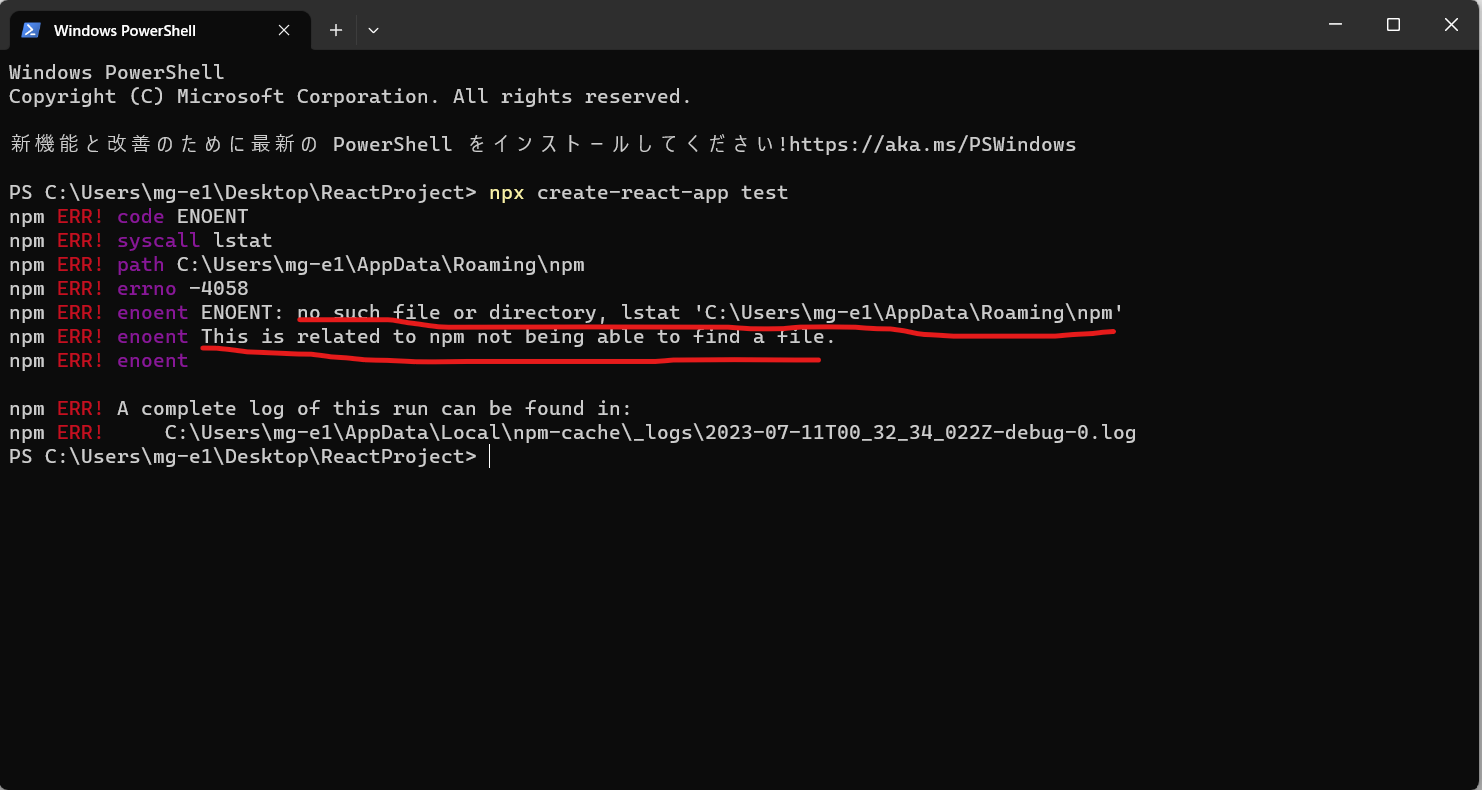 Windows PowerShell
Windows PowerShell
Copyright (C) Microsoft Corporation. All rights reserved.
新機能と改善のために最新の PowerShell をインストールしてください!https://aka.ms/PSWindows
PS C:\Users\mg-e1\Desktop\ReactProject> npx create-react-app test
npm ERR! code ENOENT
npm ERR! syscall lstat
npm ERR! path C:\Users\mg-e1\AppData\Roaming\npm
npm ERR! errno -4058
npm ERR! enoent ENOENT: no such file or directory, lstat 'C:\Users\mg-e1\AppData\Roaming\npm'
npm ERR! enoent This is related to npm not being able to find a file.
npm ERR! enoent
npm ERR! A complete log of this run can be found in:
npm ERR!     C:\Users\mg-e1\AppData\Local\npm-cache\_logs\2023-07-11T00_32_34_022Z-debug-0.log
PS C:\Users\mg-e1\Desktop\ReactProject>